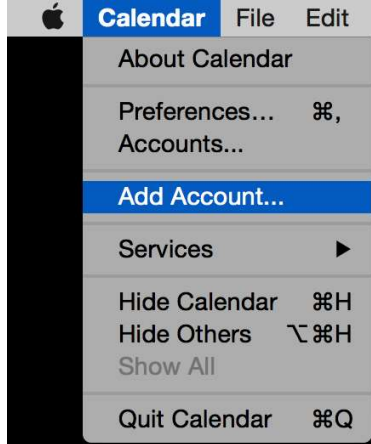 Calendar File Edit
About Calendar
Preferences... ⌘,
Accounts...
Add Account...
Services ▶
Hide Calendar ⌘H
Hide Others ⌥⌘H
Show All
Quit Calendar ⌘Q